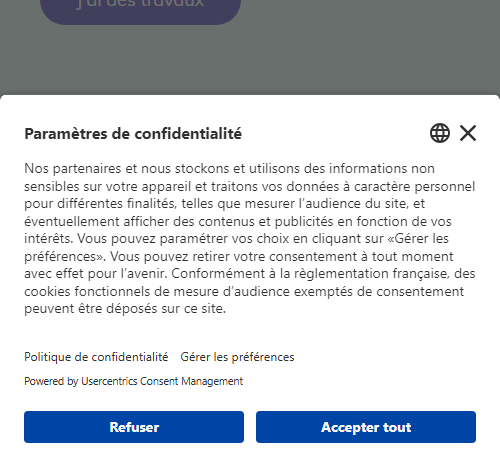 j'ai des travaux
Paramètres de confidentialité
Nos partenaires et nous stockons et utilisons des informations non
sensibles sur votre appareil et traitons vos données à caractère personnel
pour différentes finalités, telles que mesurer l'audience du site, et
éventuellement afficher des contenus et publicités en fonction de vos
intérêts. Vous pouvez paramétrer vos choix en cliquant sur «Gérer les
préférences». Vous pouvez retirer votre consentement à tout moment
avec effet pour l'avenir. Conformément à la règlementation française, des
cookies fonctionnels de mesure d'audience exemptés de consentement
peuvent être déposés sur ce site.
Politique de confidentialité Gérer les préférences
Powered by Usercentrics Consent Management
Refuser Accepter tout